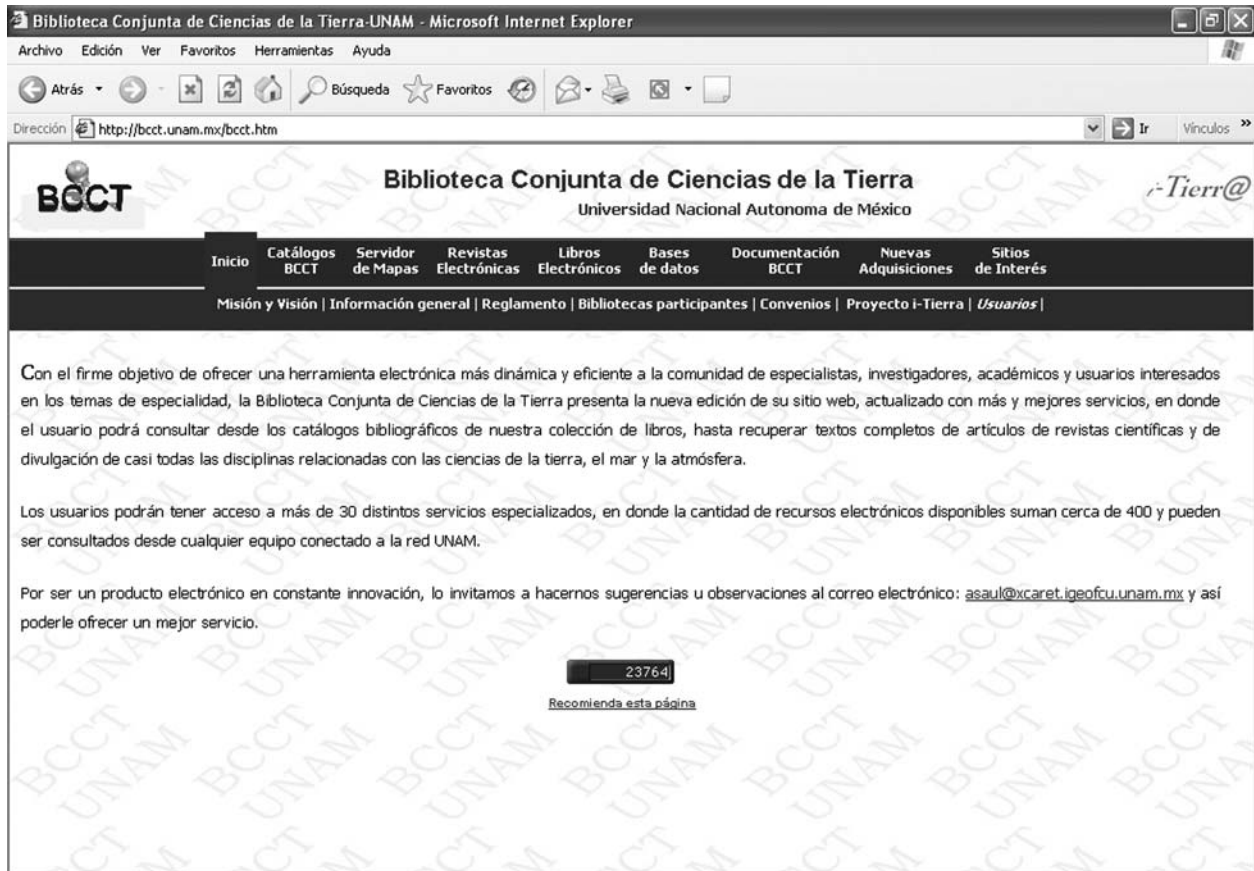 Biblioteca Conjunta de Ciencias de la Tierra-UNAM - Microsoft Internet Explorer
Archivo Edición Ver Favoritos Herramientas Ayuda
Atrás Búsqueda Favoritos
Dirección http://bcct.unam.mx/bcct.htm Ir Vínculos »
BCCT
Biblioteca Conjunta de Ciencias de la Tierra
Universidad Nacional Autonoma de México
i-Tierr@
Inicio Catálogos BCCT Servidor de Mapas Revistas Electrónicas Libros Electrónicos Bases de datos Documentación BCCT Nuevas Adquisiciones Sitios de Interés
Misión y Visión | Información general | Reglamento | Bibliotecas participantes | Convenios | Proyecto i-Tierra | Usuarios |
Con el firme objetivo de ofrecer una herramienta electrónica más dinámica y eficiente a la comunidad de especialistas, investigadores, académicos y usuarios interesados
en los temas de especialidad, la Biblioteca Conjunta de Ciencias de la Tierra presenta la nueva edición de su sitio web, actualizado con más y mejores servicios, en donde
el usuario podrá consultar desde los catálogos bibliográficos de nuestra colección de libros, hasta recuperar textos completos de artículos de revistas científicas y de
divulgación de casi todas las disciplinas relacionadas con las ciencias de la tierra, el mar y la atmósfera.
Los usuarios podrán tener acceso a más de 30 distintos servicios especializados, en donde la cantidad de recursos electrónicos disponibles suman cerca de 400 y pueden
ser consultados desde cualquier equipo conectado a la red UNAM.
Por ser un producto electrónico en constante innovación, lo invitamos a hacernos sugerencias u observaciones al correo electrónico: asaul@xcaret.igeofcu.unam.mx y así
poderle ofrecer un mejor servicio.
23764
Recomienda esta página
BCCT UNAM